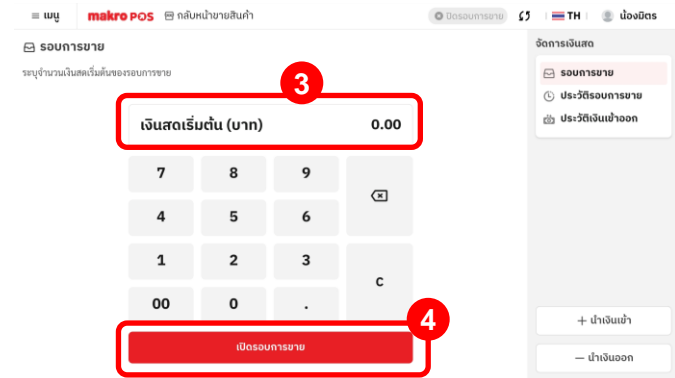 ≡ เมนู makro POS กลับหน้าขายสินค้า ปิดรอบการขาย TH น้องมิตร
รอบการขาย
ระบุจำนวนเงินสดเริ่มต้นของรอบการขาย
3
เงินสดเริ่มต้น (บาท) 0.00
7 8 9
4 5 6
1 2 3
C
00 0 .
4
เปิดรอบการขาย
จัดการเงินสด
รอบการขาย
ประวัติรอบการขาย
ประวัติเงินเข้าออก
+ นำเงินเข้า
— นำเงินออก